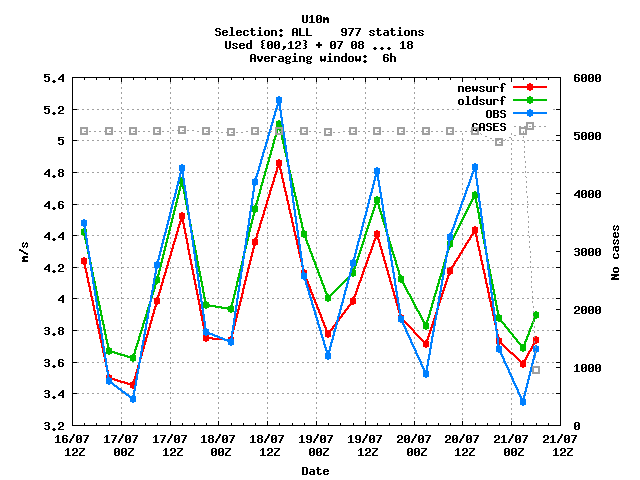 U10m
Selection: ALL    977 stations
Used {00,12} + 07 08 ... 18
Averaging window:  6h
newsurf
oldsurf
OBS
CASES
5.4
5.2
5
4.8
4.6
4.4
4.2
4
3.8
3.6
3.4
3.2
m/s
6000
5000
4000
3000
2000
1000
0
No cases
16/07 17/07 17/07 18/07 18/07 19/07 19/07 20/07 20/07 21/07 21/07
12Z 00Z 12Z 00Z 12Z 00Z 12Z 00Z 12Z 00Z 12Z
Date